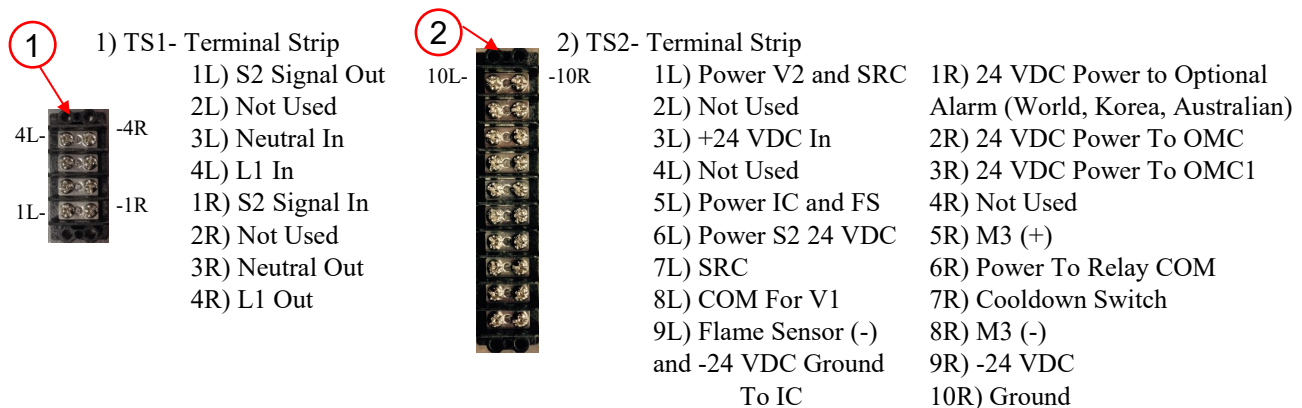 1
1) TS1- Terminal Strip
1L) S2 Signal Out
2L) Not Used
3L) Neutral In
4L) L1 In
1R) S2 Signal In
2R) Not Used
3R) Neutral Out
4R) L1 Out
4L-
-4R
1L-
-1R
2
2) TS2- Terminal Strip
10L-
-10R
1L) Power V2 and SRC
2L) Not Used
3L) +24 VDC In
4L) Not Used
5L) Power IC and FS
6L) Power S2 24 VDC
7L) SRC
8L) COM For V1
9L) Flame Sensor (-)
and -24 VDC Ground
To IC
1R) 24 VDC Power to Optional
Alarm (World, Korea, Australian)
2R) 24 VDC Power To OMC
3R) 24 VDC Power To OMC1
4R) Not Used
5R) M3 (+)
6R) Power To Relay COM
7R) Cooldown Switch
8R) M3 (-)
9R) -24 VDC
10R) Ground